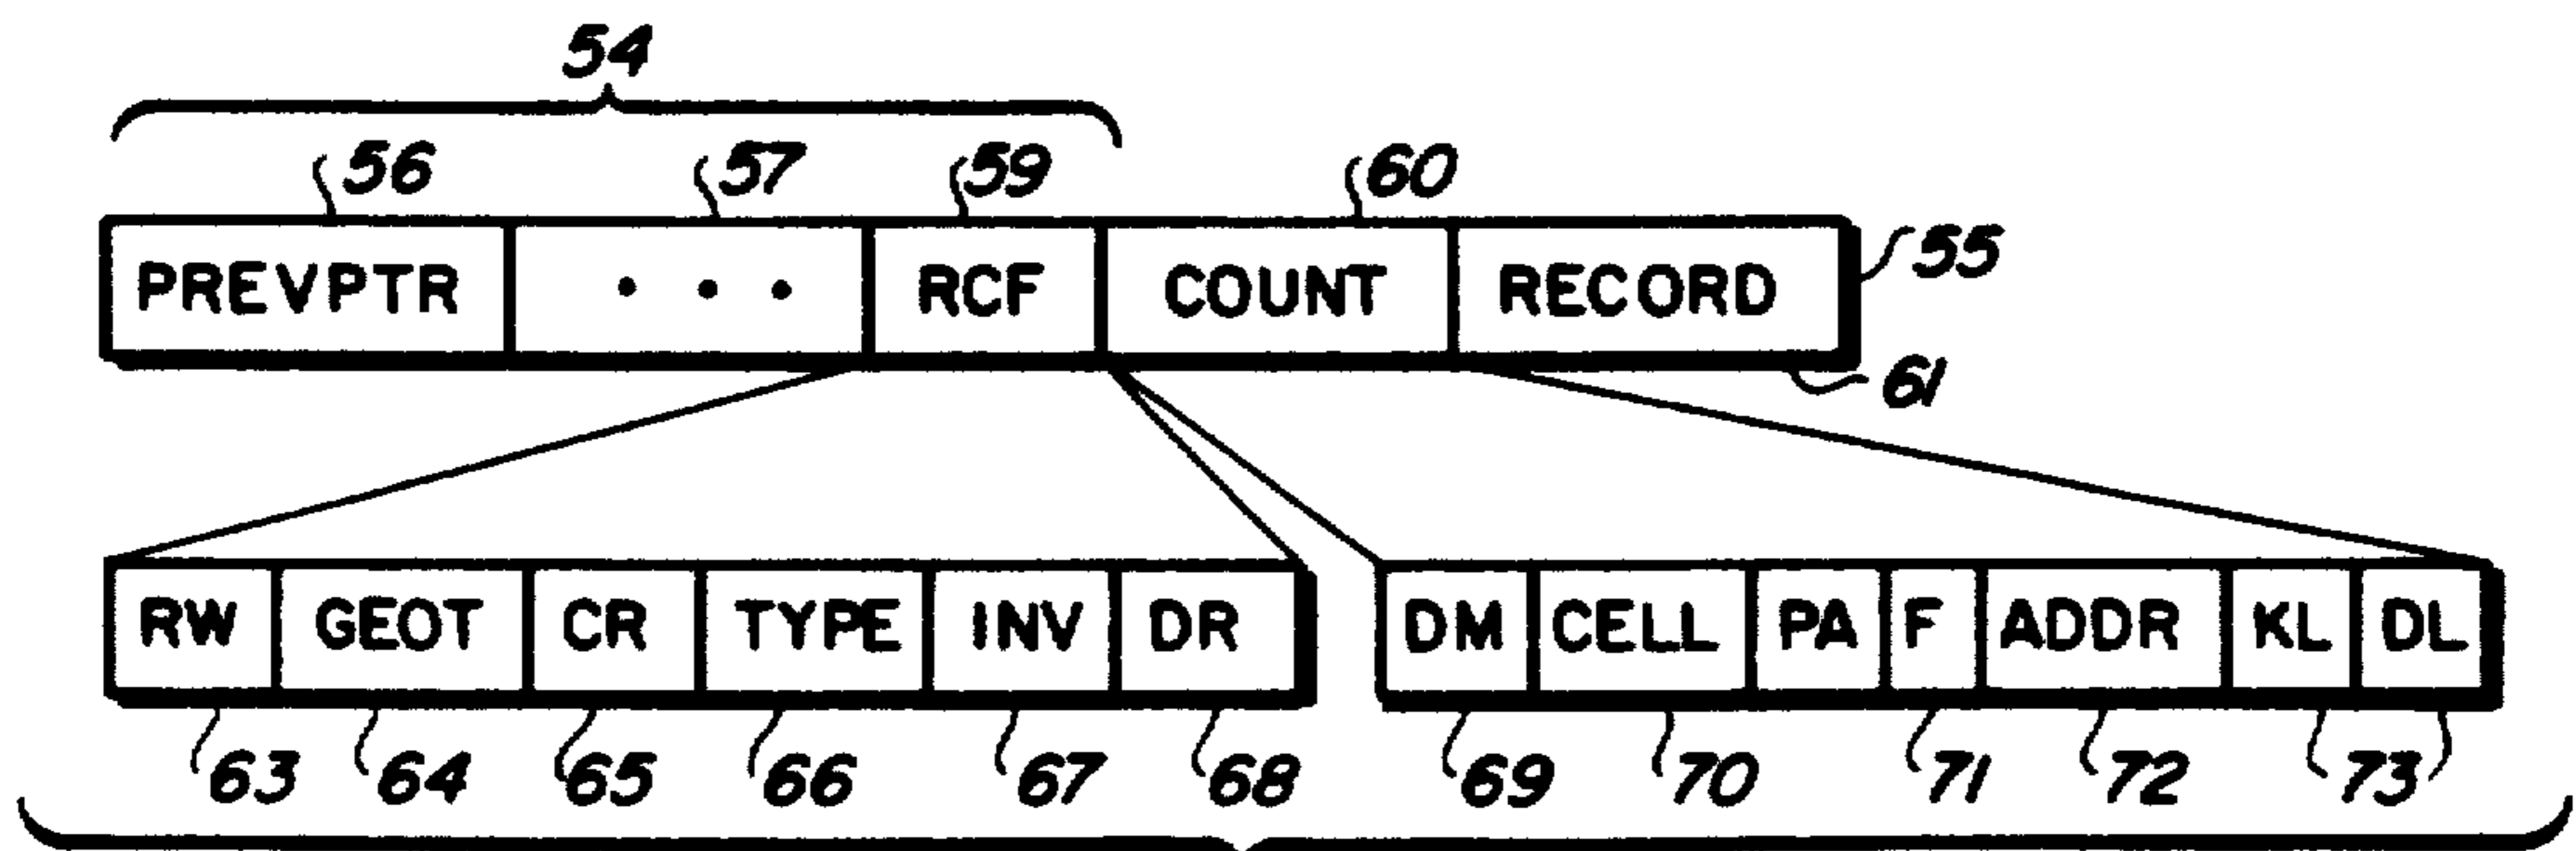 54
56 57 59 60
PREVPTR ... RCF COUNT RECORD 55
61
RW GEOT CR TYPE INV DR DM CELL PA F ADDR KL DL
63 64 65 66 67 68 69 70 71 72 73